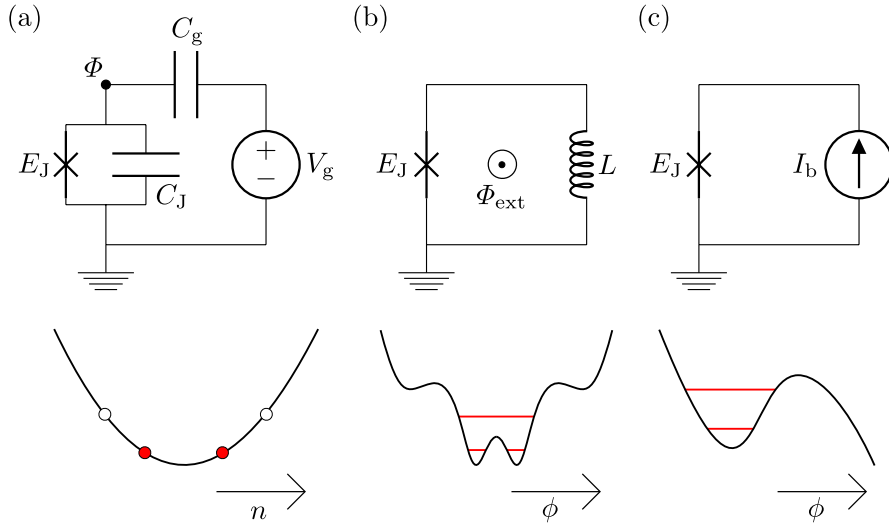 (a)
(b)
(c)
C_g
Φ
E_J
C_J
+
−
V_g
E_J
Φ_ext
L
E_J
I_b
n
ϕ
ϕ